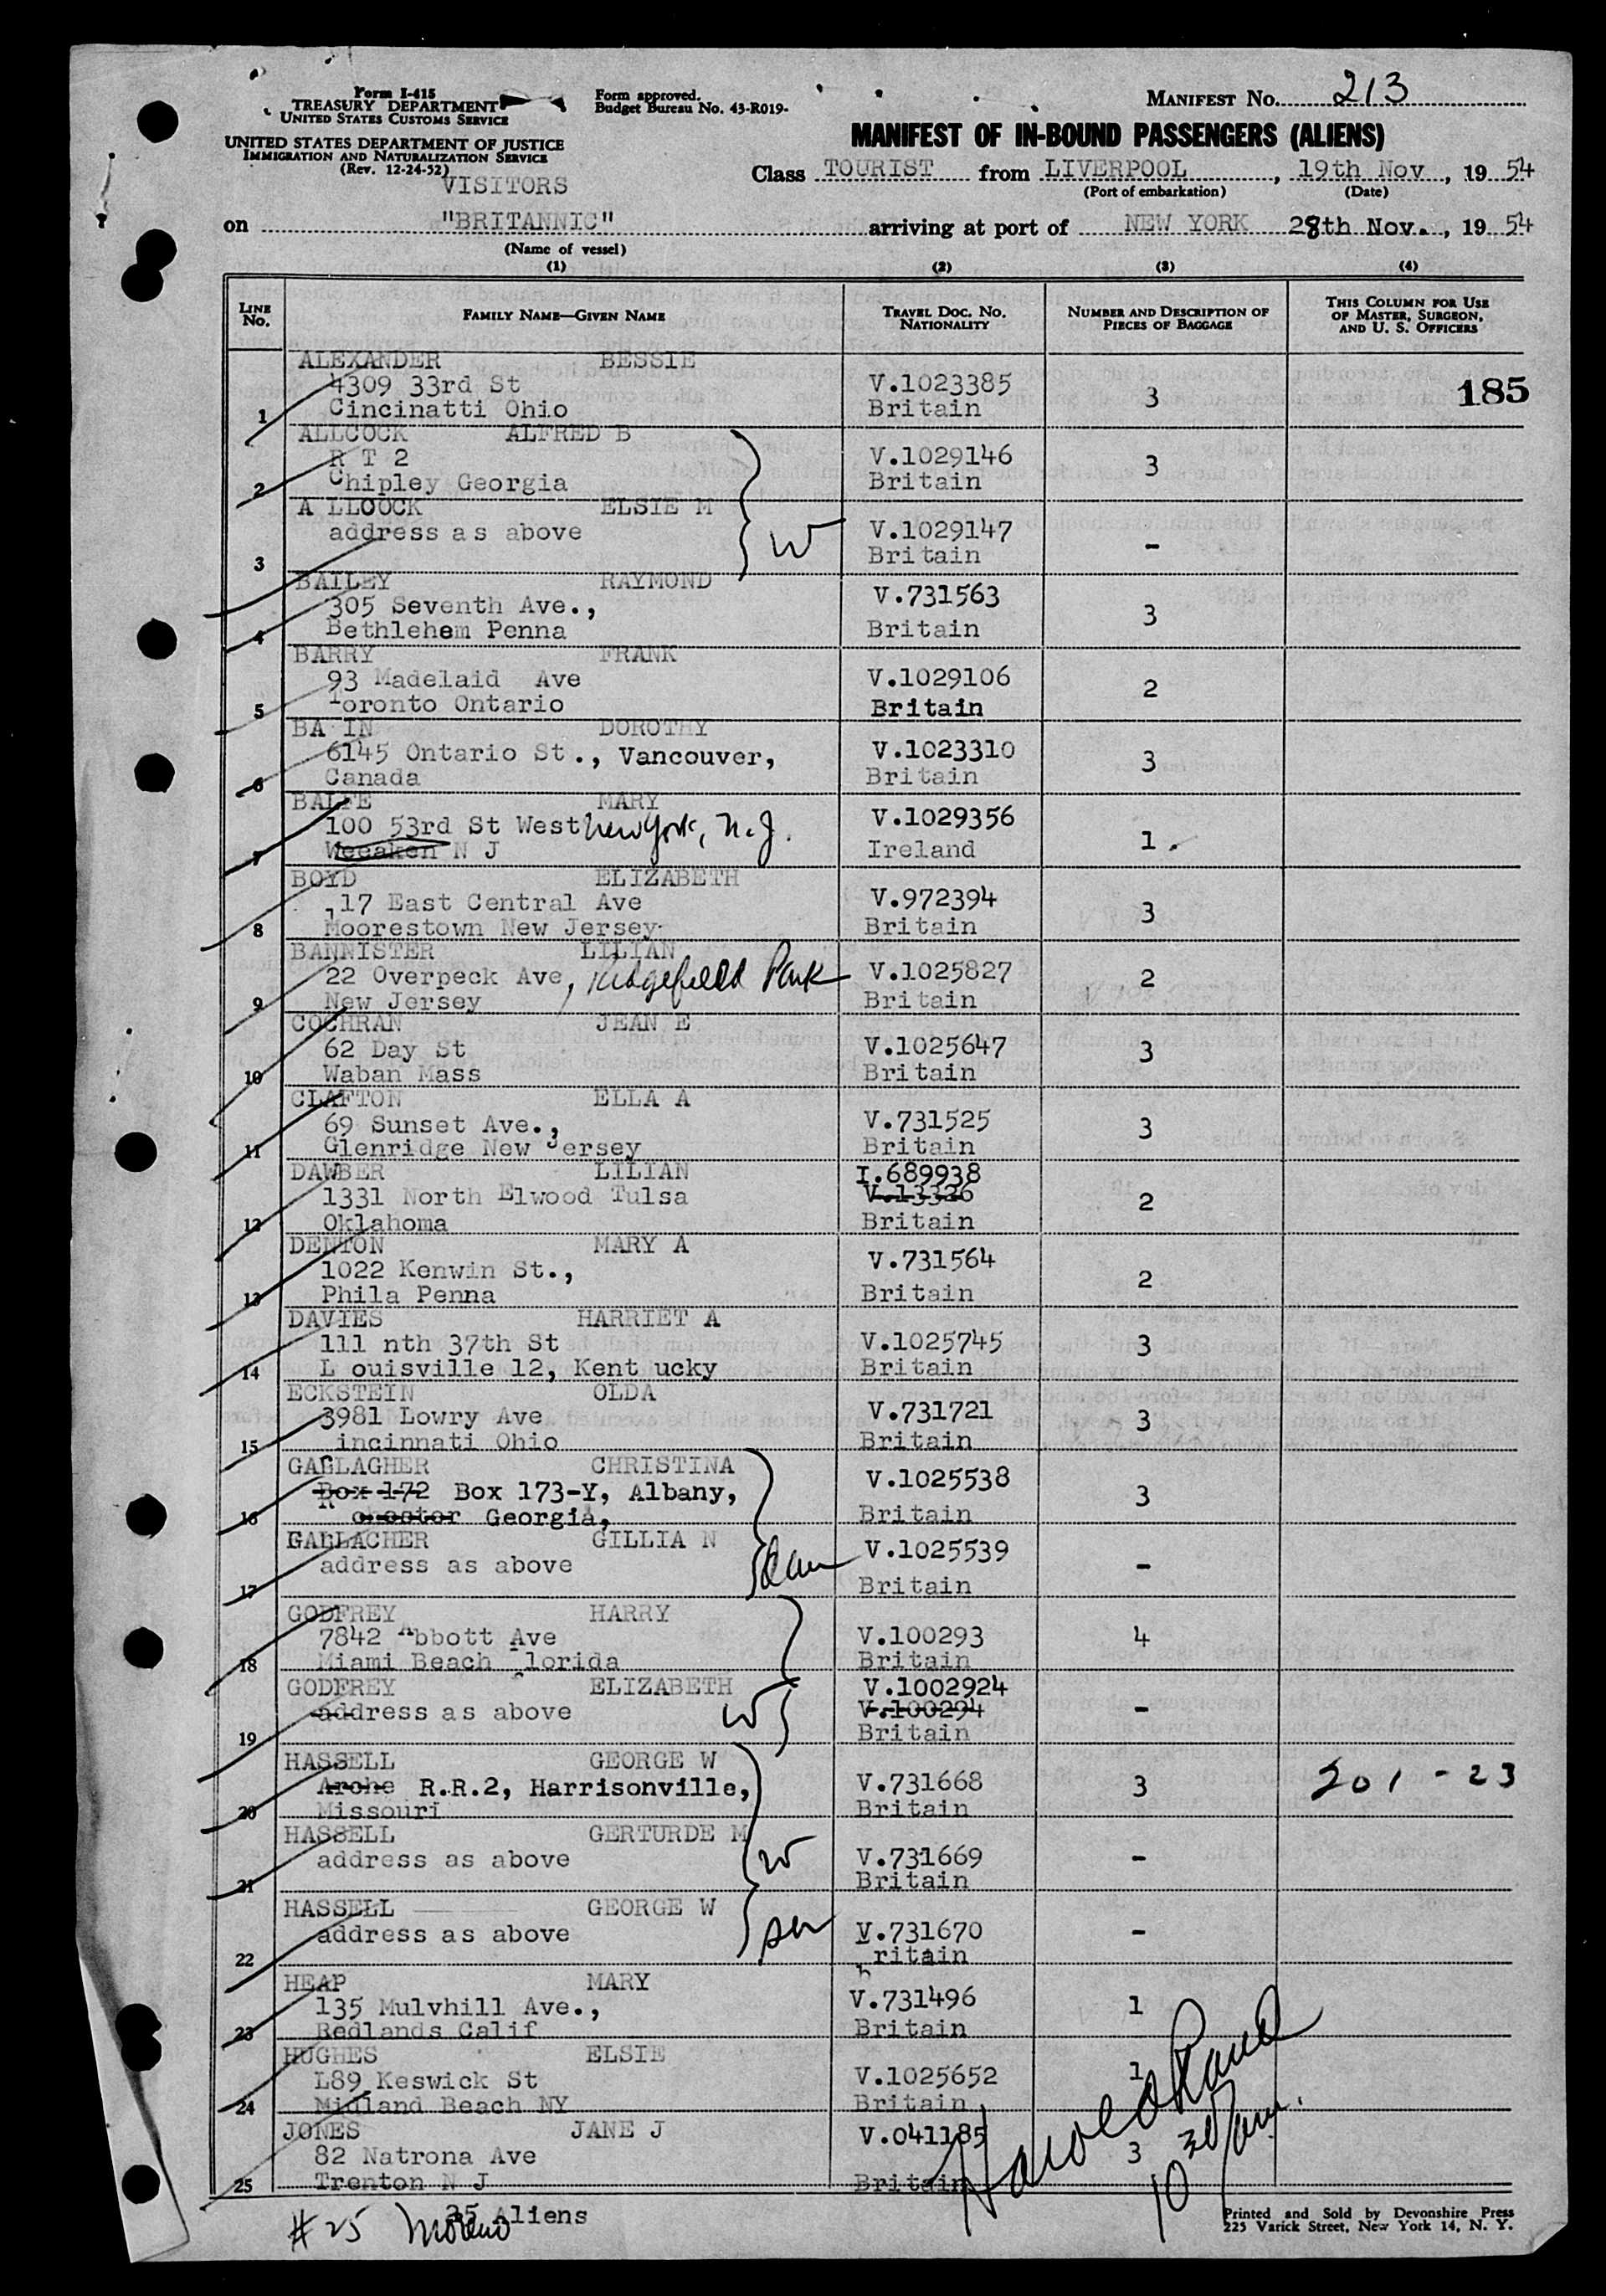 Form I-415
TREASURY DEPARTMENT
UNITED STATES CUSTOMS SERVICE
UNITED STATES DEPARTMENT OF JUSTICE
IMMIGRATION AND NATURALIZATION SERVICE
(Rev. 12-24-52)
Form approved.
Budget Bureau No. 43-R019-
MANIFEST NO. 213
MANIFEST OF IN-BOUND PASSENGERS (ALIENS)
Class TOURIST from LIVERPOOL, 19th Nov, 19 54
(Port of embarkation) (Date)
VISITORS
on "BRITANNIC" arriving at port of NEW YORK 28th Nov., 19 54
(Name of vessel)
(1) (2) (3) (4)
LINE NO. FAMILY NAME—GIVEN NAME TRAVEL DOC. NO. NATIONALITY NUMBER AND DESCRIPTION OF PIECES OF BAGGAGE THIS COLUMN FOR USE OF MASTER, SURGEON, AND U. S. OFFICERS
ALEXANDER BESSIE
4309 33rd St V.1023385 3 185
1 Cincinatti Ohio Britain
ALLCOCK ALFRED B
R T 2 V.1029146 3
2 Chipley Georgia Britain
A LLOOCK ELSIE M
address as above W V.1029147 -
3 Britain
BAILEY RAYMOND
305 Seventh Ave., V.731563 3
4 Bethlehem Penna Britain
BARRY FRANK
93 Madelaid Ave V.1029106 2
5 Toronto Ontario Britain
BA IN DOROTHY
6145 Ontario St., Vancouver, V.1023310 3
6 Canada Britain
BALFE MARY
100 53rd St West New York, N.J. V.1029356 1
7 Weeaken N J Ireland
BOYD ELIZABETH
17 East Central Ave V.972394 3
8 Moorestown New Jersey Britain
BANNISTER LILIAN
22 Overpeck Ave, Ridgefield Park V.1025827 2
9 New Jersey Britain
COCHRAN JEAN E
62 Day St V.1025647 3
10 Waban Mass Britain
CLAFTON ELLA A
69 Sunset Ave., V.731525 3
11 Glenridge New Jersey Britain
DAWBER LILIAN I.689938
1331 North Elwood Tulsa V.13326 2
12 Oklahoma Britain
DENTON MARY A
1022 Kenwin St., V.731564 2
13 Phila Penna Britain
DAVIES HARRIET A
111 nth 37th St V.1025745 3
14 L ouisville 12, Kent ucky Britain
ECKSTEIN OLDA
3981 Lowry Ave V.731721 3
15 incinnati Ohio Britain
GALLAGHER CHRISTINA
Box 172 Box 173-Y, Albany, V.1025538 3
16 Georgia, Britain
GALLACHER GILLIA N
address as above V.1025539 -
17 Britain
GODFREY HARRY
7842 Abbott Ave V.100293 4
18 Miami Beach Florida Britain
GODFREY ELIZABETH V.1002924
address as above W V.100294 -
19 Britain
HASSELL GEORGE W
Arche R.R.2, Harrisonville, V.731668 3 201-23
20 Missouri Britain
HASSELL GERTURDE M
address as above W V.731669 -
21 Britain
HASSELL GEORGE W
address as above son V.731670 -
22 ritain
HEAP MARY
135 Mulvhill Ave., V.731496 1
23 Redlands Calif Britain
HUGHES ELSIE
L89 Keswick St V.1025652 1
24 Midland Beach NY Britain
JONES JANE J V.041185
82 Natrona Ave 3
25 Trenton N J Britain
10 30 am.
25 Aliens
#25
Printed and Sold by Devonshire Press
225 Varick Street, New York 14, N. Y.